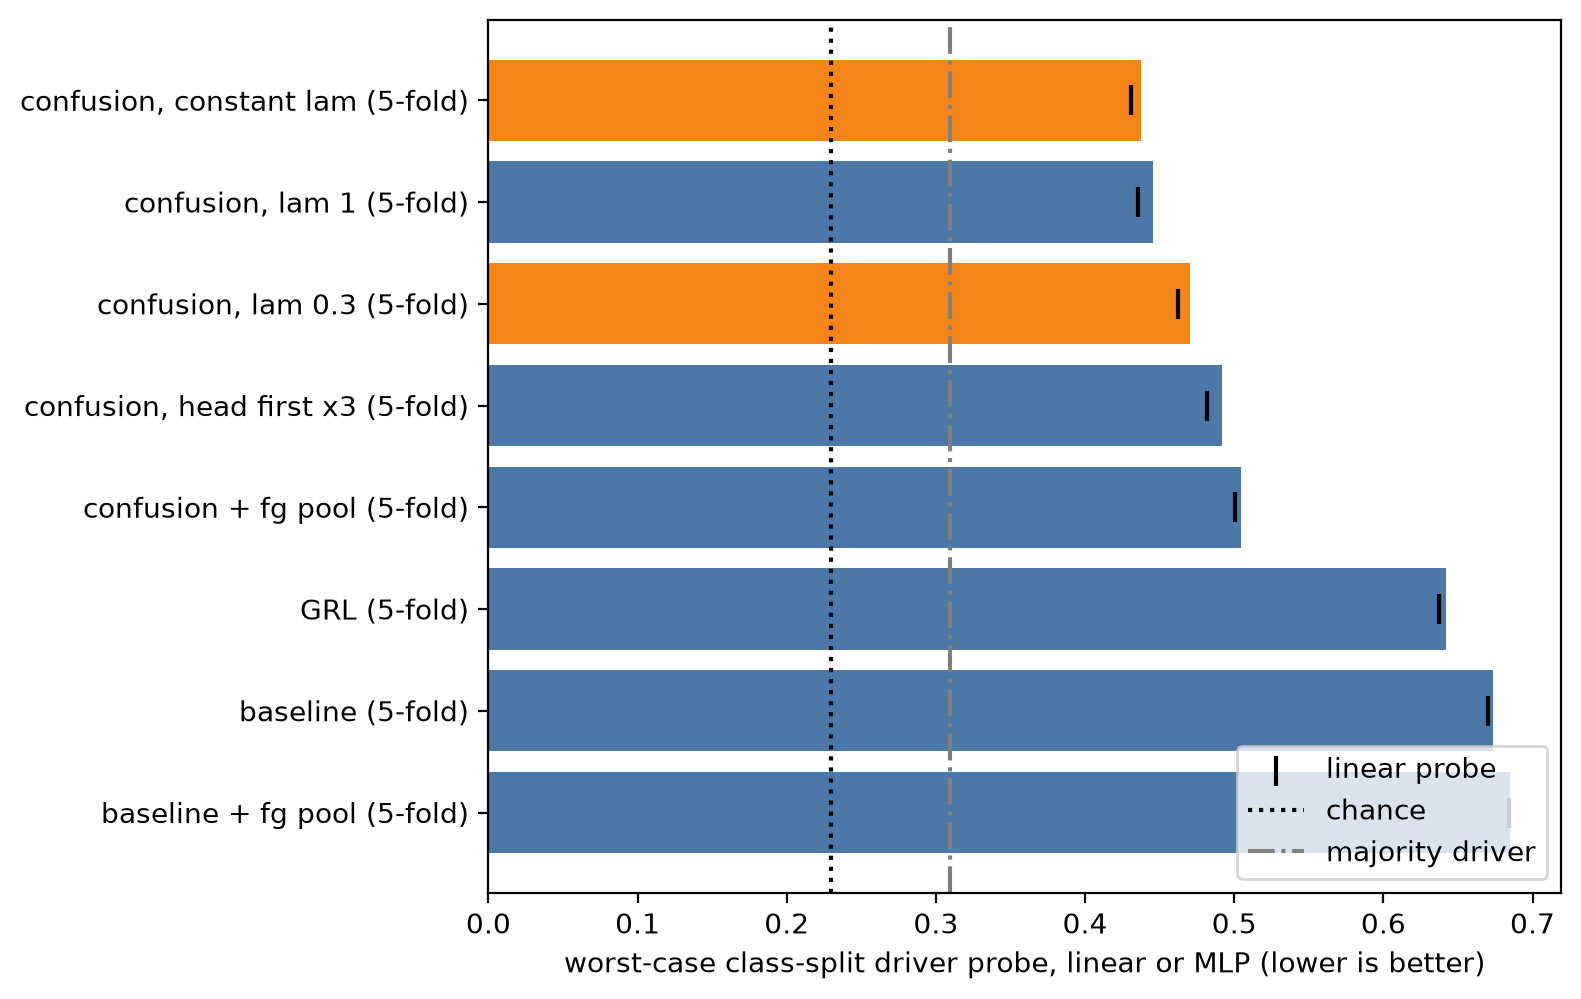 confusion, constant lam (5-fold)
confusion, lam 1 (5-fold)
confusion, lam 0.3 (5-fold)
confusion, head first x3 (5-fold)
confusion + fg pool (5-fold)
GRL (5-fold)
baseline (5-fold)
baseline + fg pool (5-fold)
linear probe
chance
majority driver
0.0 0.1 0.2 0.3 0.4 0.5 0.6 0.7
worst-case class-split driver probe, linear or MLP (lower is better)